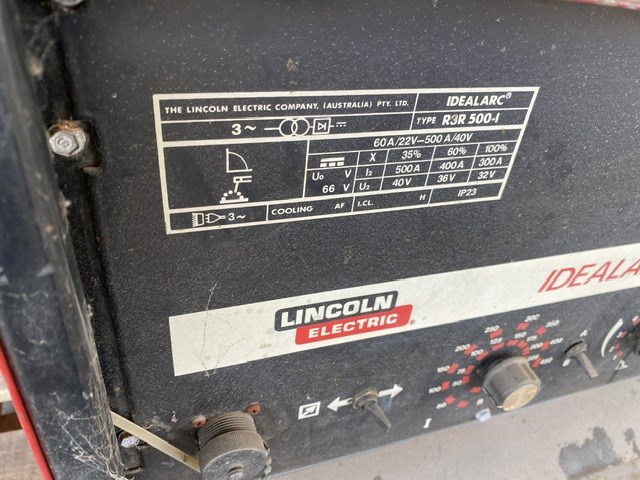 THE LINCOLN ELECTRIC COMPANY, (AUSTRALIA) PTY. LTD.
IDEALARC®
3~
TYPE R3R 500-I
60A/22V–500A/40V
X 35% 60% 100%
U₀ V I₂ 500A 400A 300A
66 V U₂ 40V 36V 32V
3~ COOLING AF I.CL. H IP23
IDEALA
LINCOLN
ELECTRIC
I
A
B